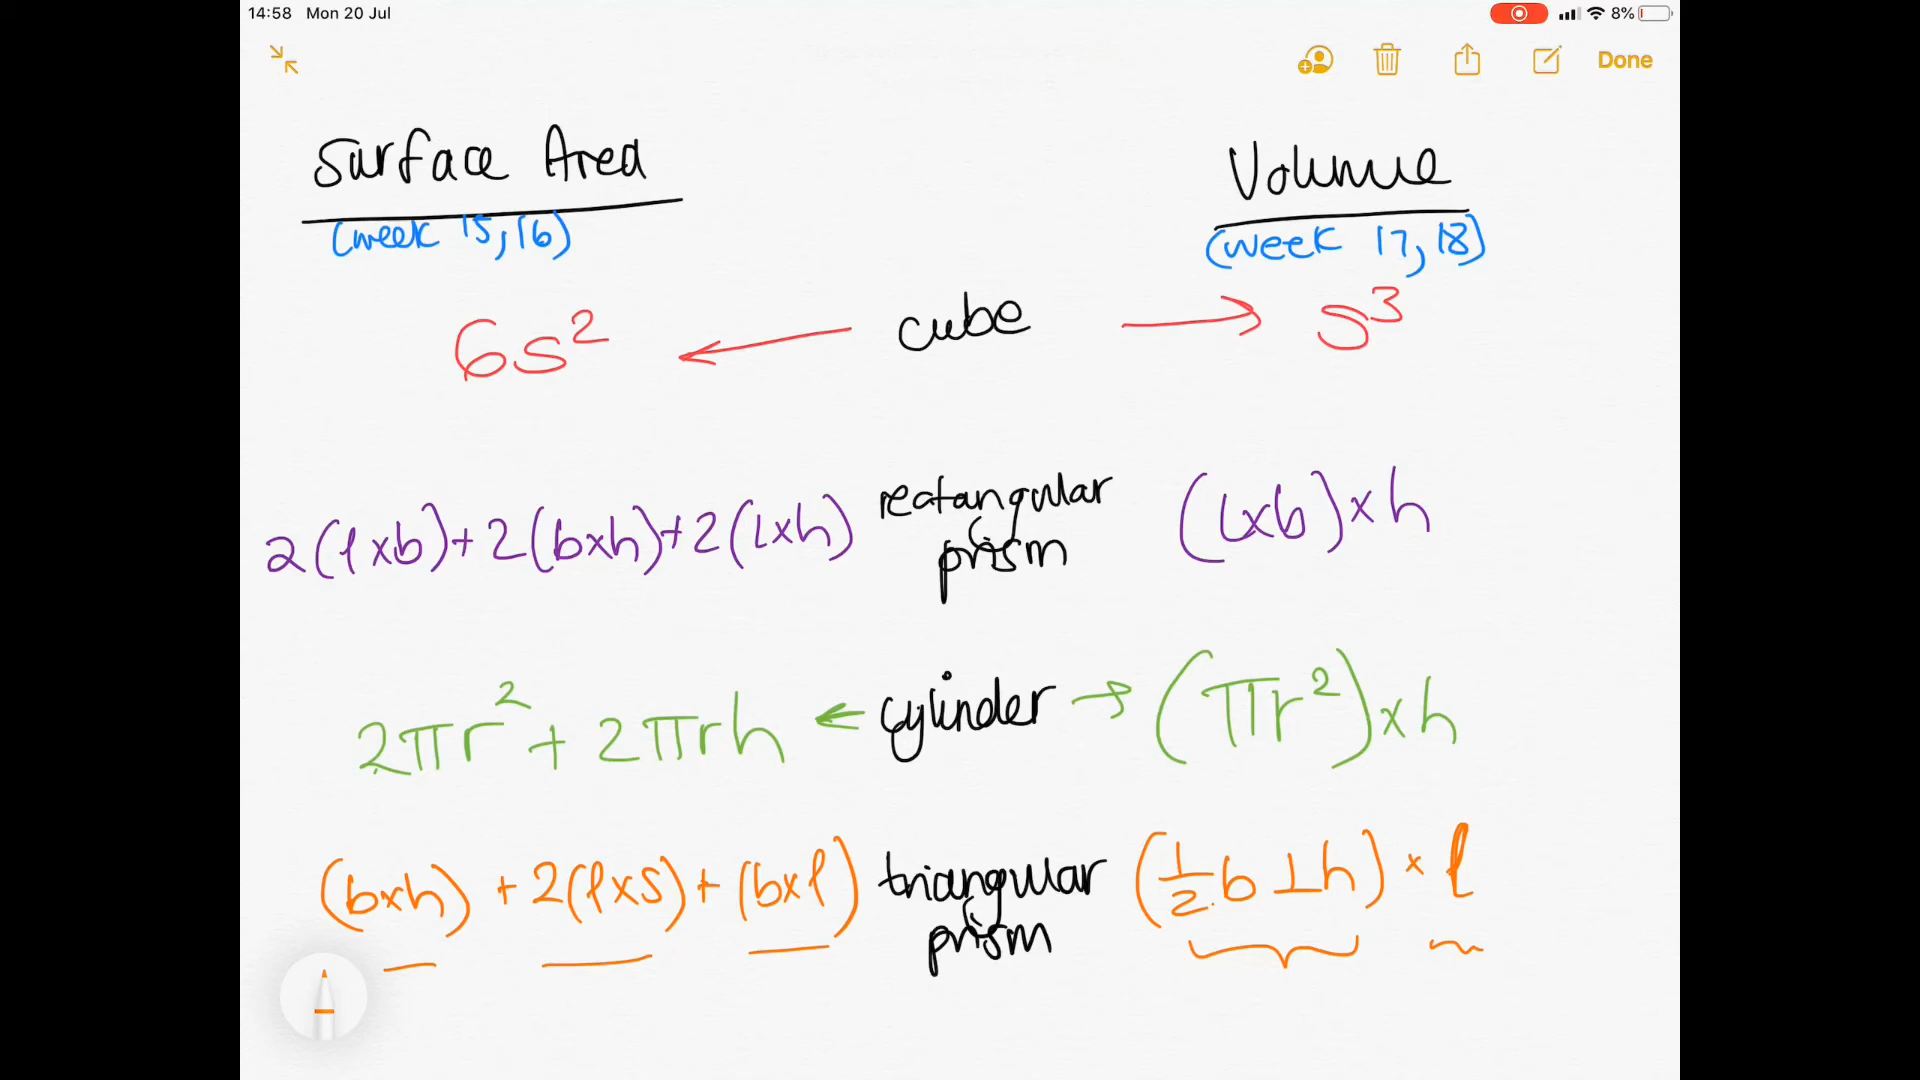 14:58 Mon 20 Jul 8%
Done
Surface Area Volume
(week 15,16) (week 17,18)
6s² ← cube → s³
2(l×b)+2(b×h)+2(l×h) rectangular prism (l×b)×h
2πr² + 2πrh ← cylinder → (πr²)×h
(b×h) + 2(l×s) + (b×l) triangular prism (½b⊥h) × l